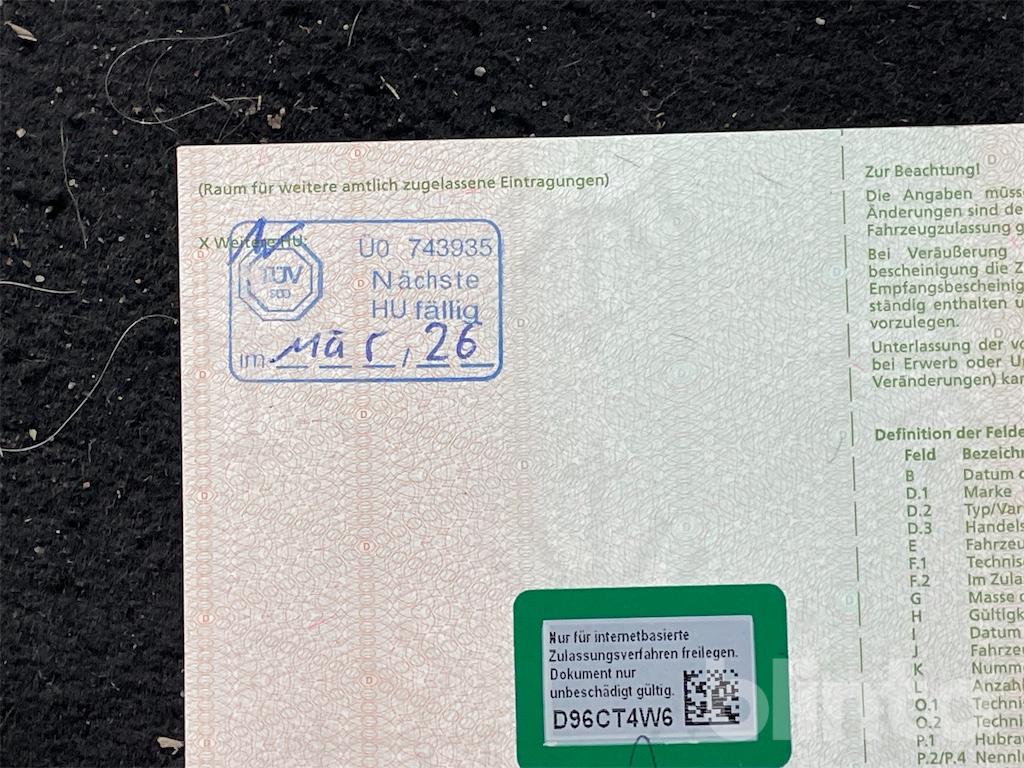 (Raum für weitere amtlich zugelassene Eintragungen)
X Weitere HU:
TÜV
SÜD
Ü0 743935
Nächste
HU fällig
im Mär, 26
Nur für internetbasierte
Zulassungsverfahren freilegen.
Dokument nur
unbeschädigt gültig.
D96CT4W6
Zur Beachtung!
Die Angaben müss
Änderungen sind de
Fahrzeugzulassung g
Bei Veräußerung
bescheinigung die Z
Empfangsbescheinig
ständig enthalten u
vorzulegen.
Unterlassung der vo
bei Erwerb oder U
Veränderungen) kan
Definition der Felde
Feld Bezeichn
B Datum d
D.1 Marke
D.2 Typ/Var
D.3 Handels
E Fahrzeu
F.1 Technis
F.2 Im Zula
G Masse d
H Gültigk
I Datum
J Fahrzeu
K Numm
L Anzahl
O.1 Techni
O.2 Techni
P.1 Hubra
P.2/P.4 Nennl